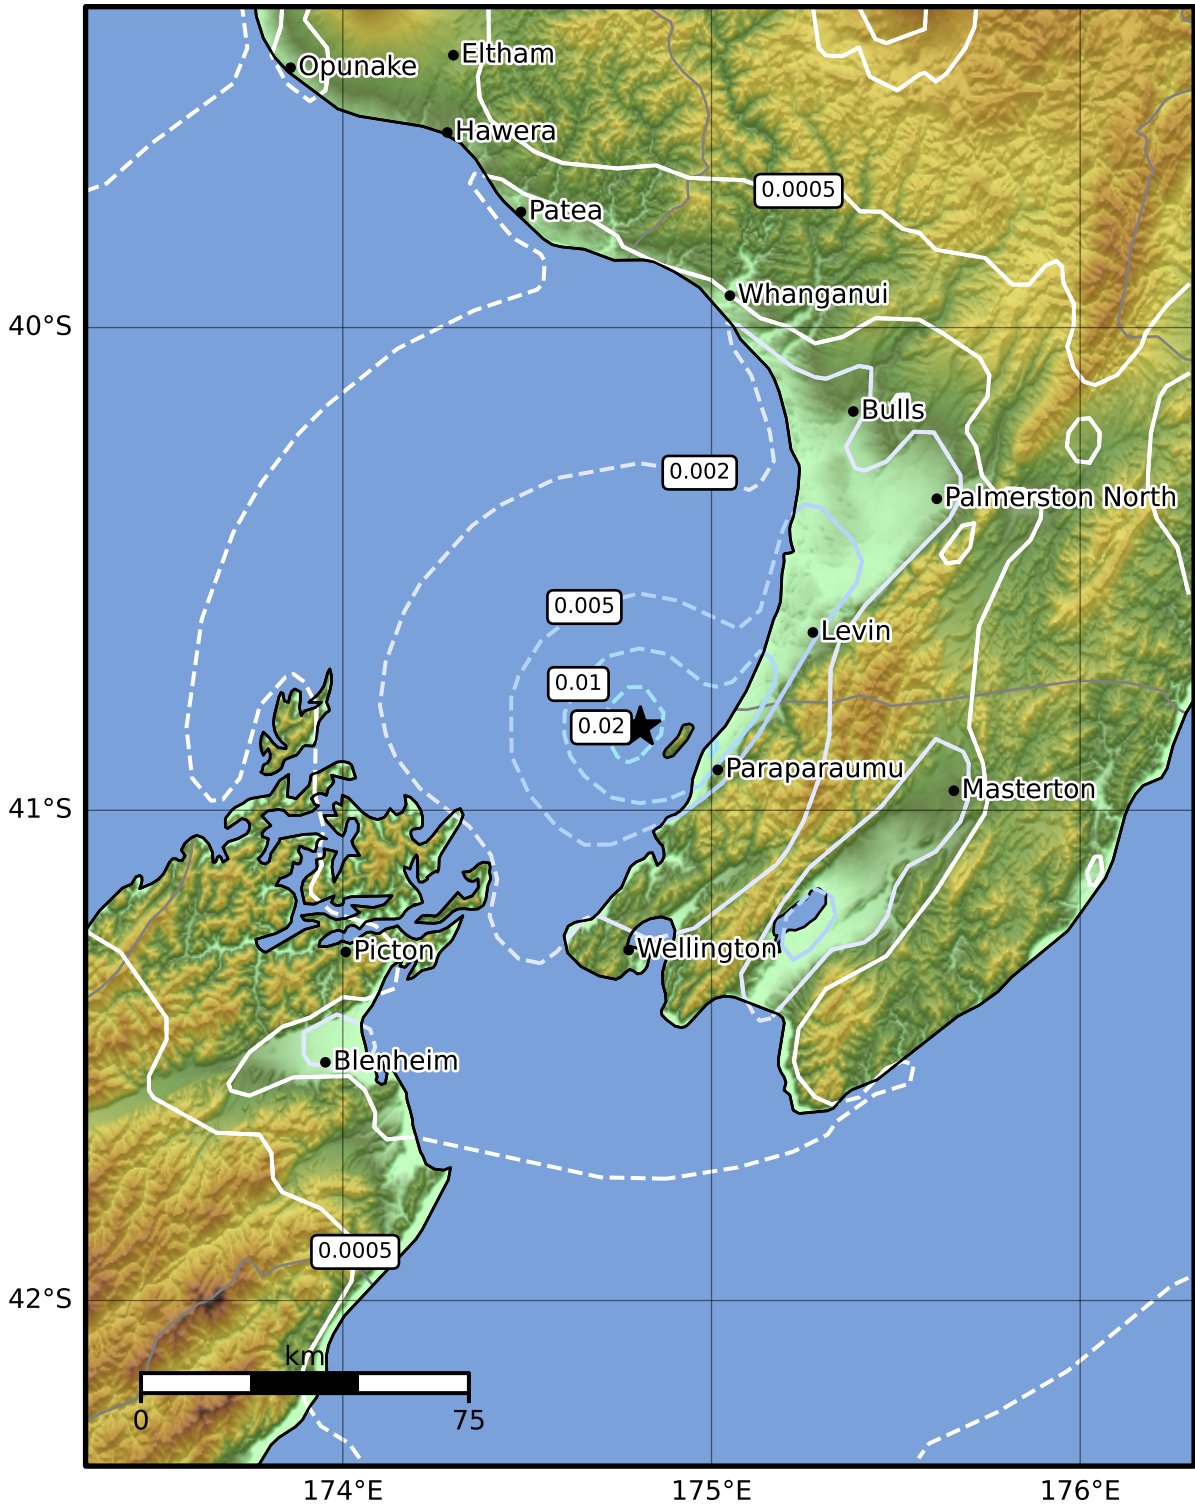 Eltham
Opunake
Hawera
0.0005
Patea
Whanganui
40°S
Bulls
0.002
Palmerston North
0.005
Levin
0.01
0.02
Paraparaumu
Masterton
41°S
Wellington
Picton
Blenheim
0.0005
42°S
km
0 75
174°E 175°E 176°E